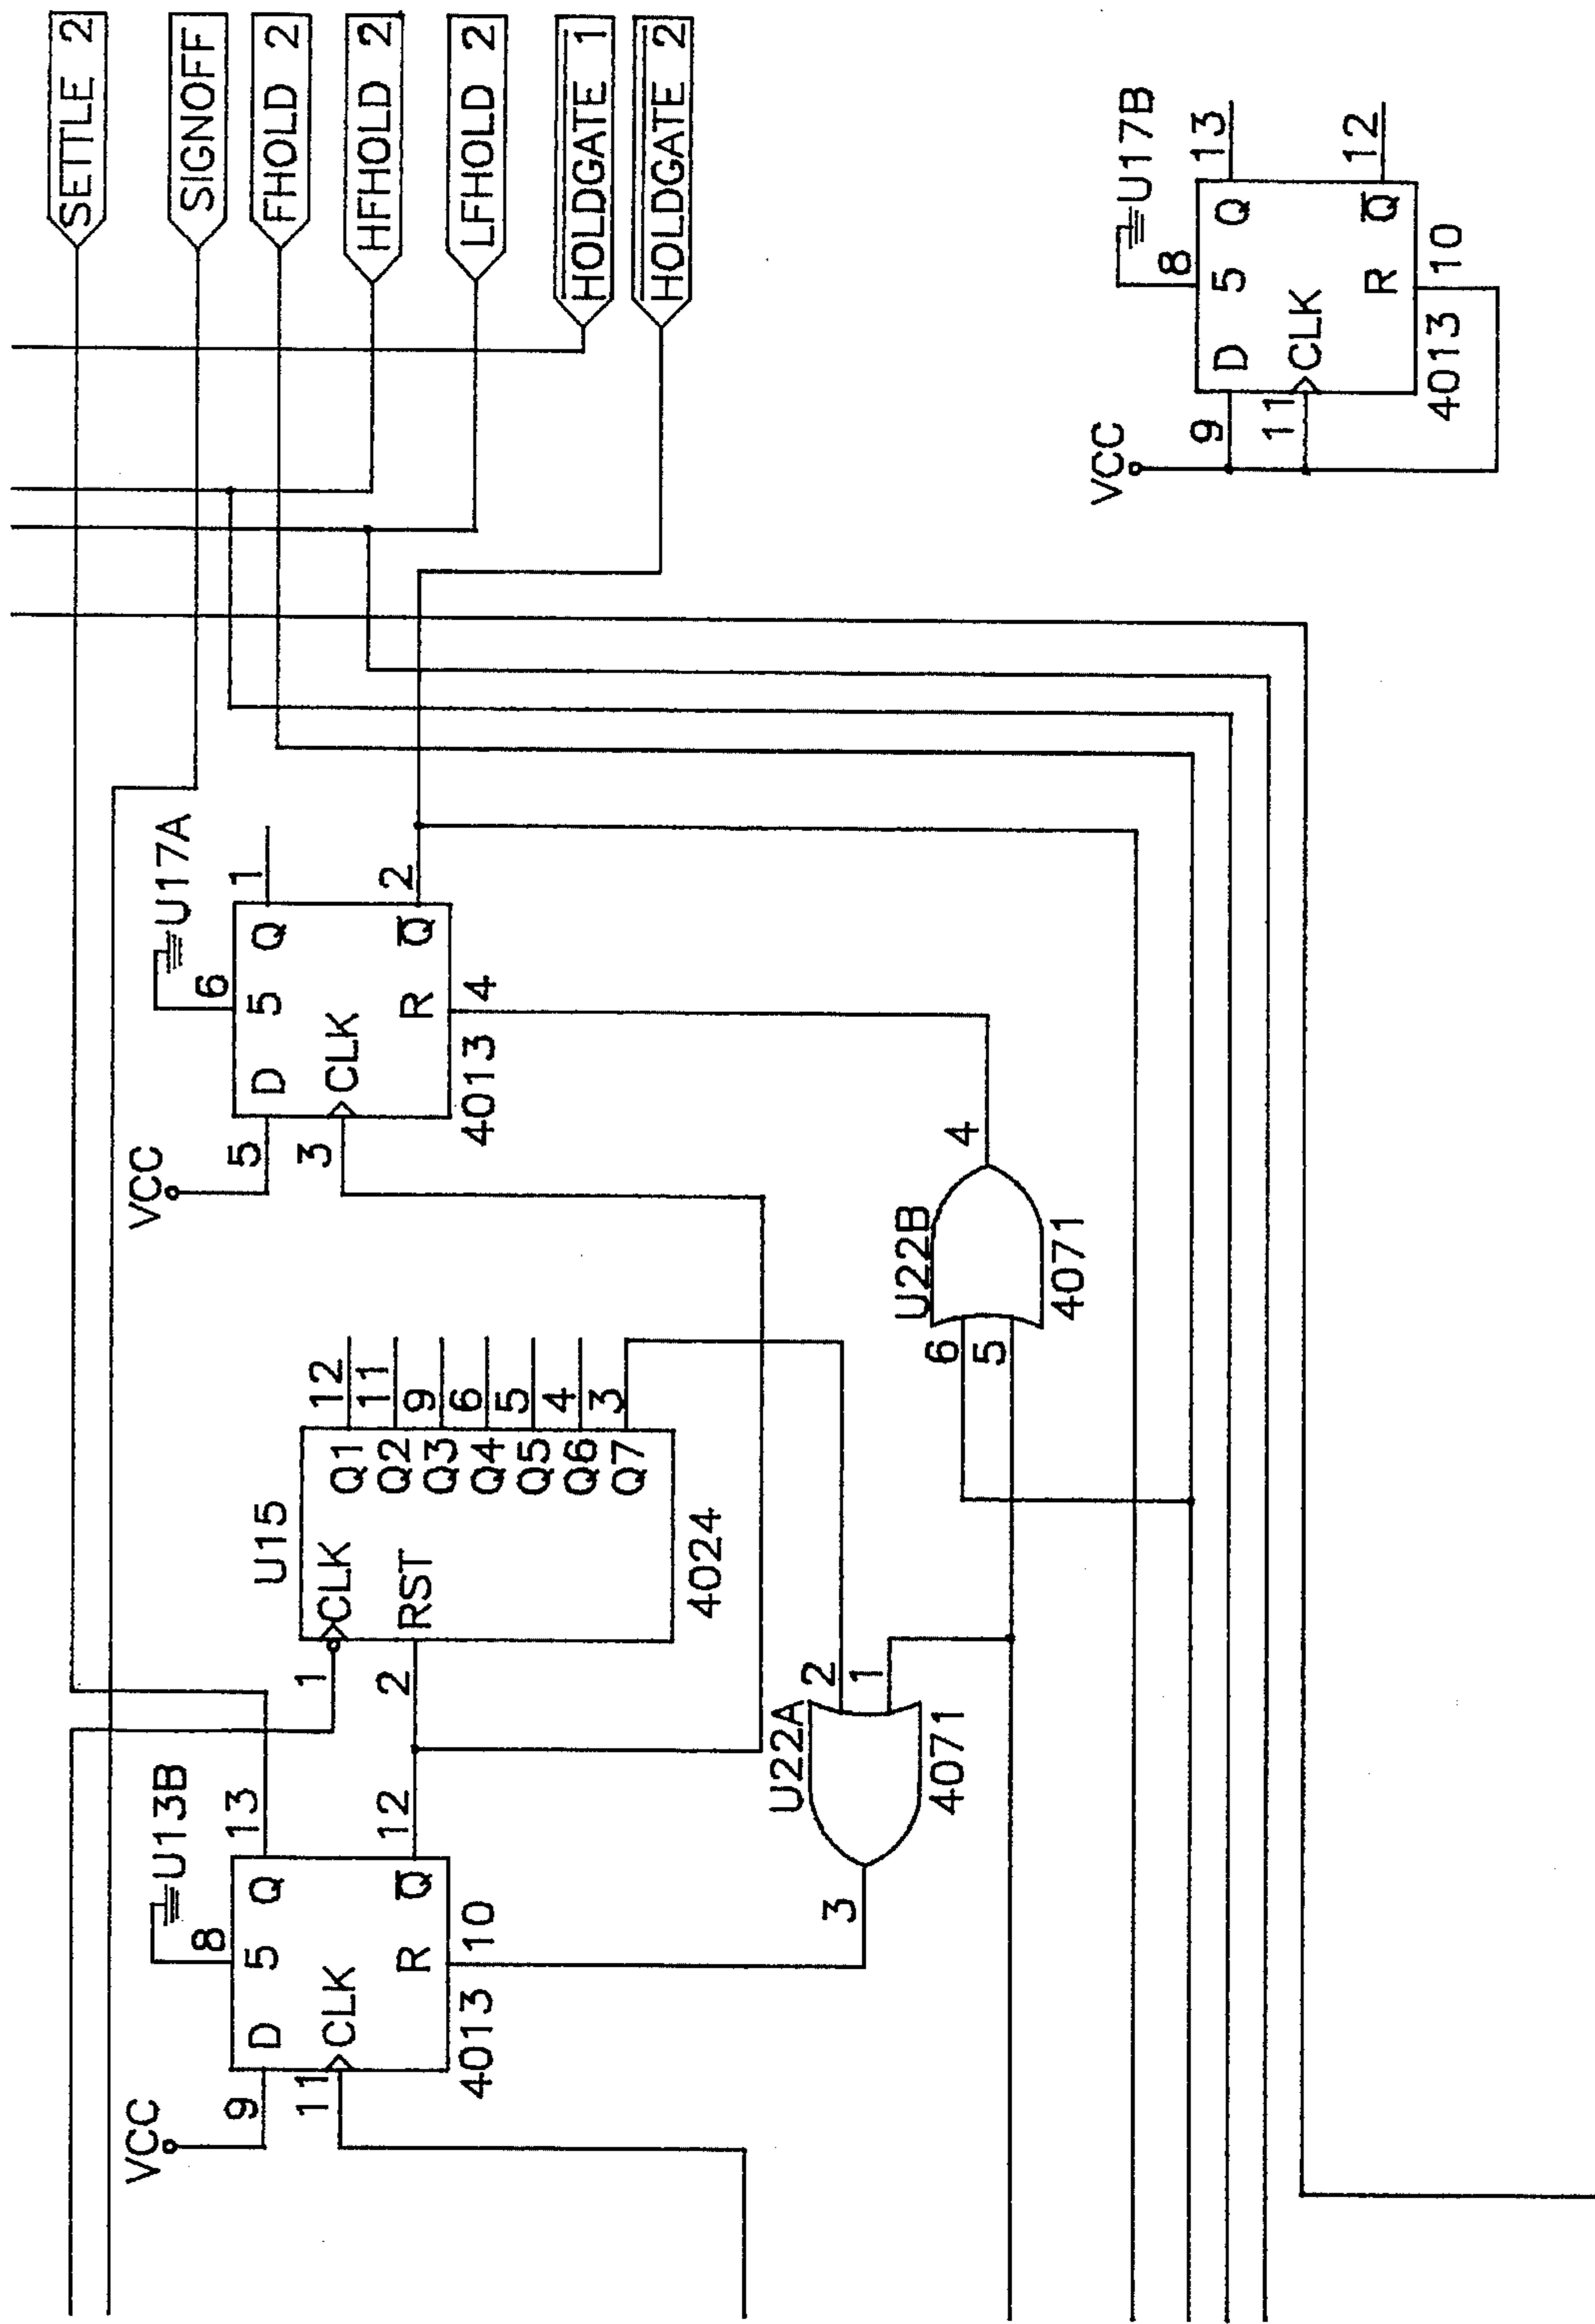 SETTLE 2
SIGNOFF
FHOLD 2
HFHOLD 2
LFHOLD 2
HOLDGATE 1
HOLDGATE 2
VCC
U13B
8
9
D
5
Q
13
11
CLK
R
Q
12
10
4013
U15
1
CLK
2
RST
Q1
12
Q2
11
Q3
9
Q4
6
Q5
5
Q6
4
Q7
3
4024
VCC
U17A
6
5
D
5
Q
1
3
CLK
R
Q
2
4
4013
U22A
3
2
1
4071
U22B
6
5
4
4071
VCC
U17B
8
9
D
5
Q
13
11
CLK
R
Q
12
10
4013